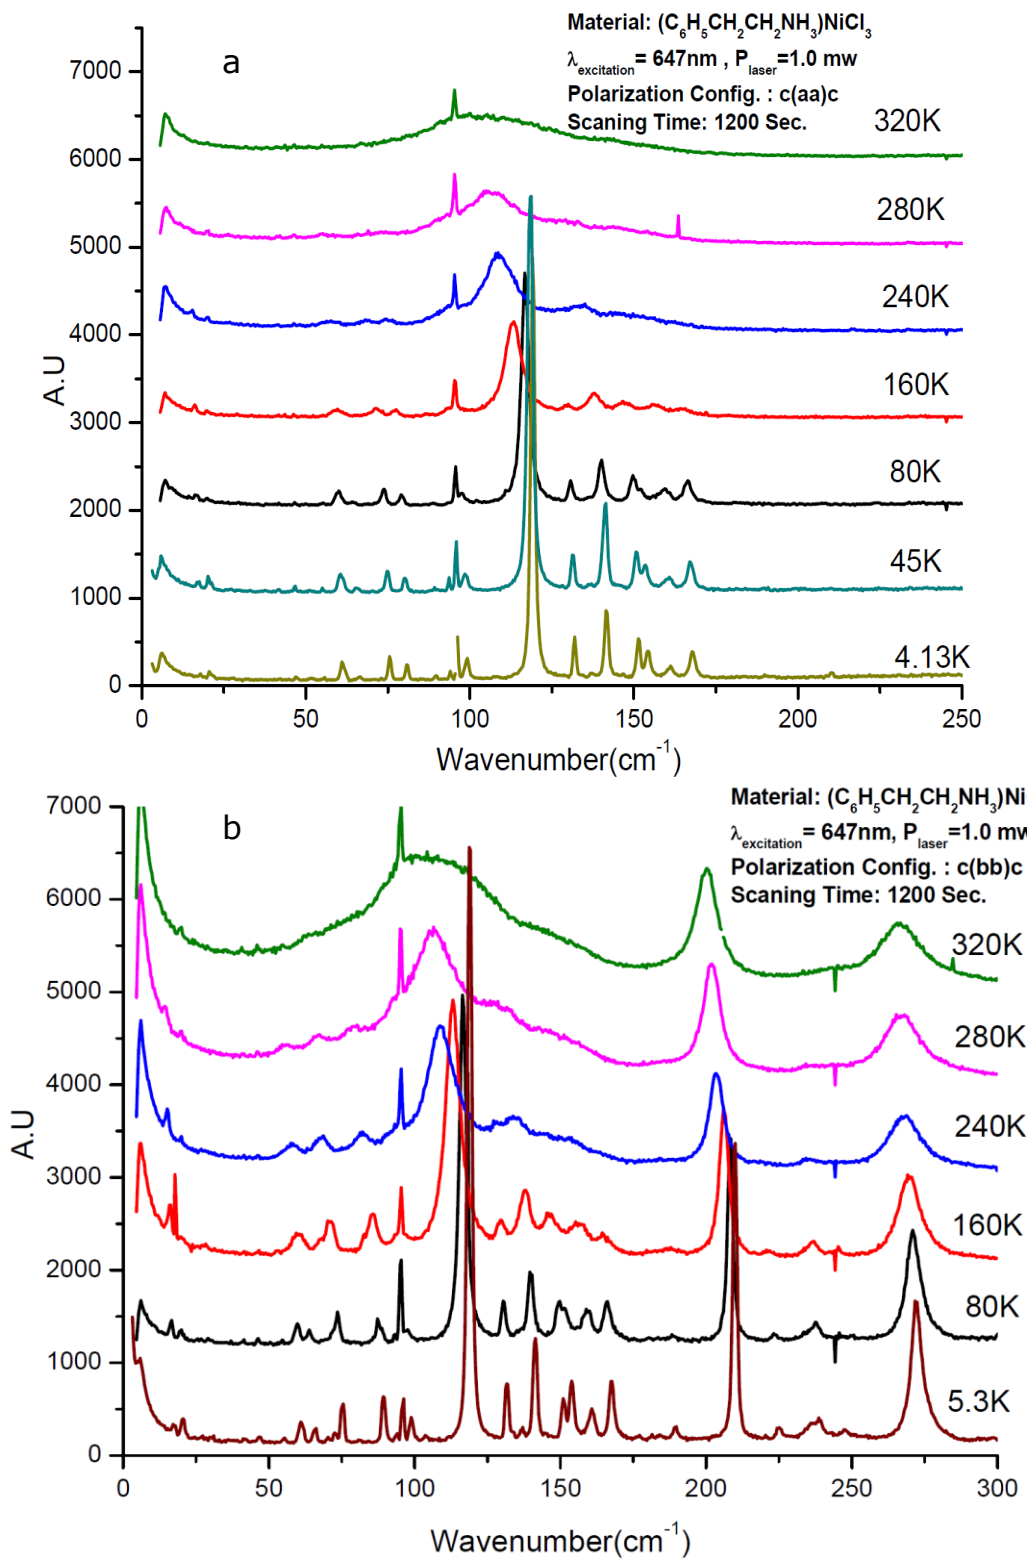 a
Material: (C₆H₅CH₂CH₂NH₃)NiCl₃
λexcitation= 647nm , Plaser=1.0 mw
Polarization Config. : c(aa)c
Scaning Time: 1200 Sec.
320K
280K
240K
160K
80K
45K
4.13K
7000
6000
5000
4000
3000
2000
1000
0
A.U
0 50 100 150 200 250
Wavenumber(cm⁻¹)
b
Material: (C₆H₅CH₂CH₂NH₃)Ni
λexcitation= 647nm, Plaser=1.0 mw
Polarization Config. : c(bb)c
Scaning Time: 1200 Sec.
320K
280K
240K
160K
80K
5.3K
7000
6000
5000
4000
3000
2000
1000
0
A.U
0 50 100 150 200 250 300
Wavenumber(cm⁻¹)